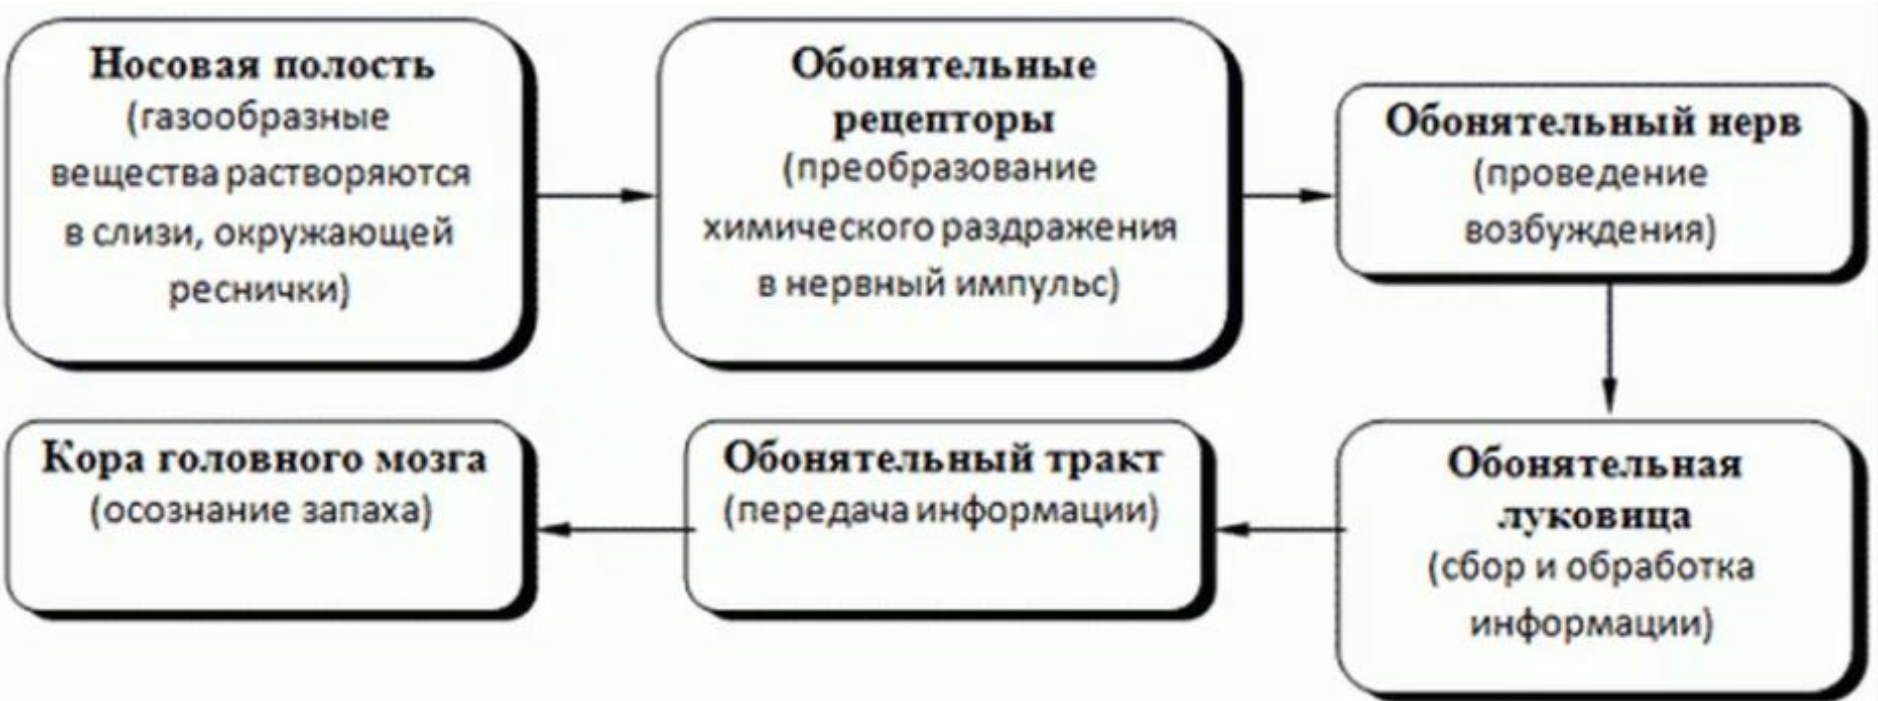 Носовая полость
(газообразные
вещества растворяются
в слизи, окружающей
реснички)
Обонятельные
рецепторы
(преобразование
химического раздражения
в нервный импульс)
Обонятельный нерв
(проведение
возбуждения)
Обонятельная
луковица
(сбор и обработка
информации)
Обонятельный тракт
(передача информации)
Кора головного мозга
(осознание запаха)